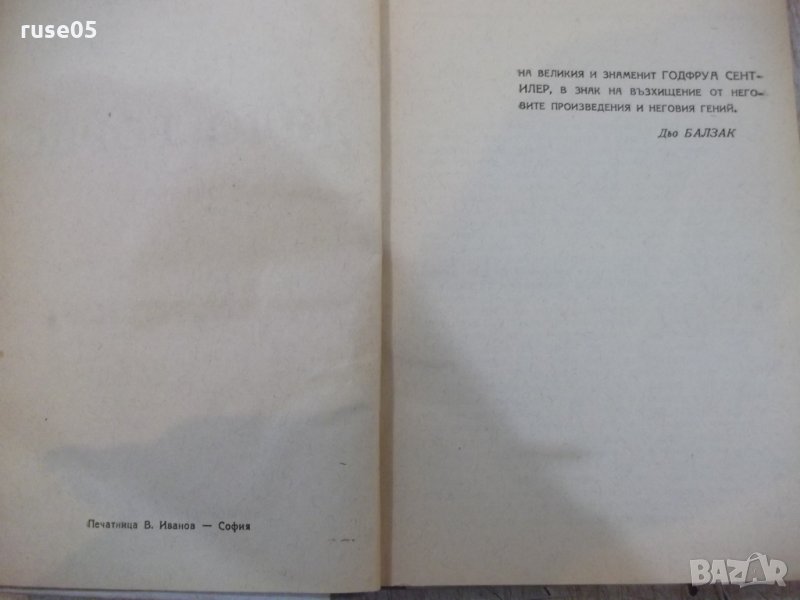 ruse05
Печатница В. Иванов — София
НА ВЕЛИКИЯ И ЗНАМЕНИТ ГОДФРУА СЕНТ-
ИЛЕР, В ЗНАК НА ВЪЗХИЩЕНИЕ ОТ НЕГО-
ВИТЕ ПРОИЗВЕДЕНИЯ И НЕГОВИЯ ГЕНИЙ.
Дьо БАЛЗАК
BAZAR